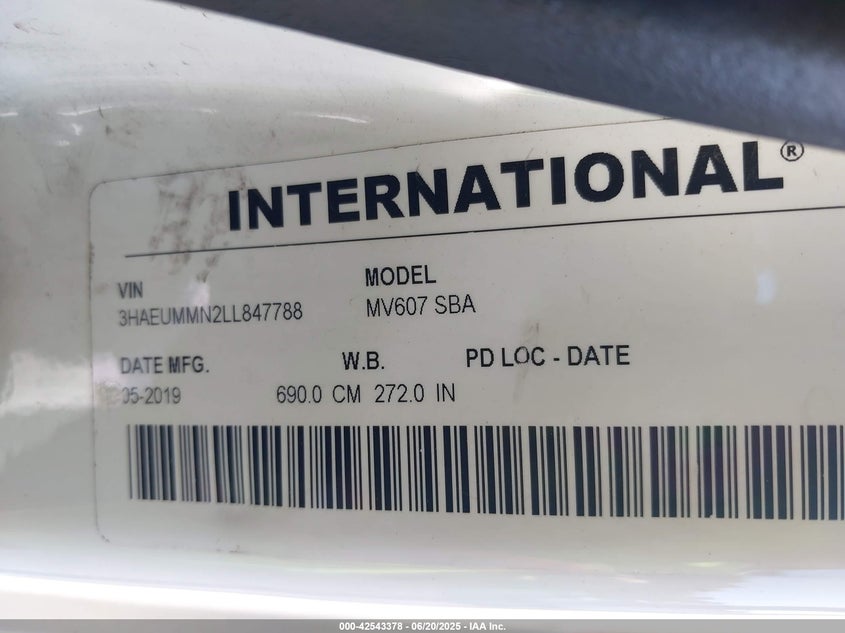 INTERNATIONAL®
VIN
3HAEUMMN2LL847788
MODEL
MV607 SBA
DATE MFG.
05-2019
W.B.
690.0 CM 272.0 IN
PD LOC - DATE
000-42543378 - 06/20/2025 - IAA Inc.